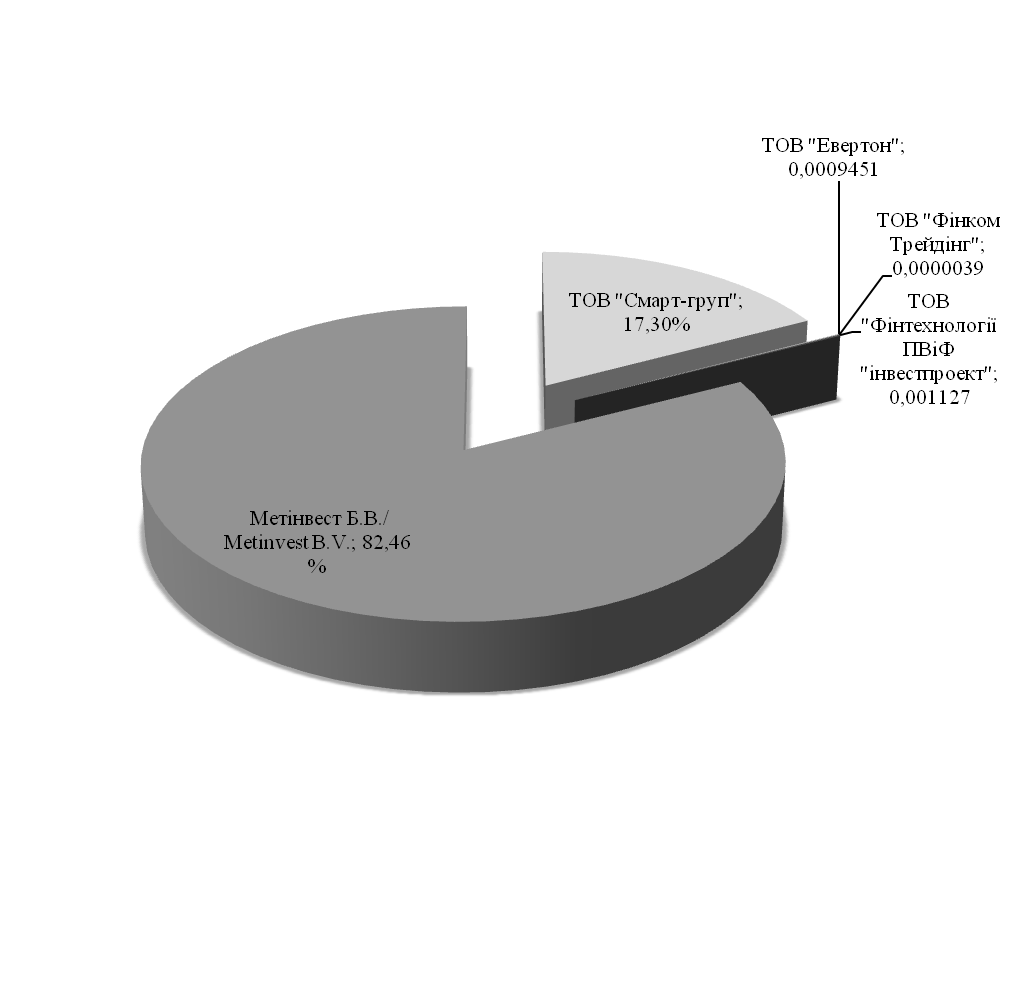 ТОВ "Евертон";
0,0009451
ТОВ "Фінком
Трейдінг";
0,0000039
ТОВ
"Фінтехнології
ПВіФ
"інвестпроект";
0,001127
ТОВ "Смарт-груп";
17,30%
Метінвест Б.В./
Metinvest B.V.; 82,46
%